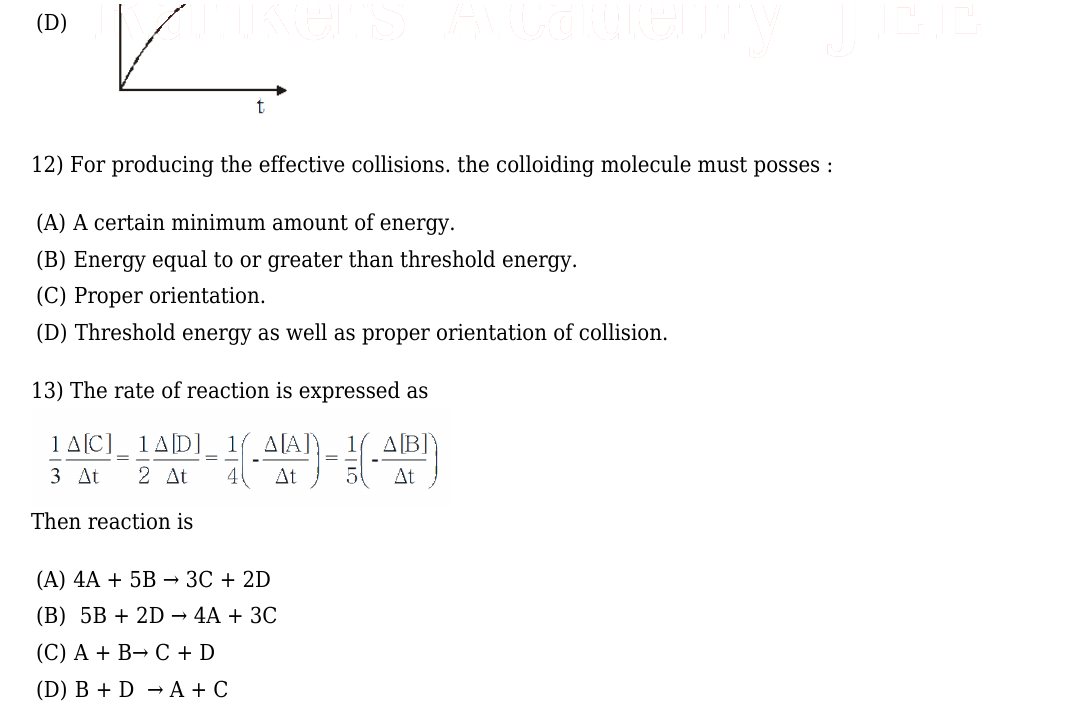 (D)
Rankers Academy JEE
t
12) For producing the effective collisions. the colloiding molecule must posses :
(A) A certain minimum amount of energy.
(B) Energy equal to or greater than threshold energy.
(C) Proper orientation.
(D) Threshold energy as well as proper orientation of collision.
13) The rate of reaction is expressed as
1/3 Δ[C]/Δt = 1/2 Δ[D]/Δt = 1/4 (-Δ[A]/Δt) = 1/5 (-Δ[B]/Δt)
Then reaction is
(A) 4A + 5B → 3C + 2D
(B) 5B + 2D → 4A + 3C
(C) A + B→ C + D
(D) B + D → A + C